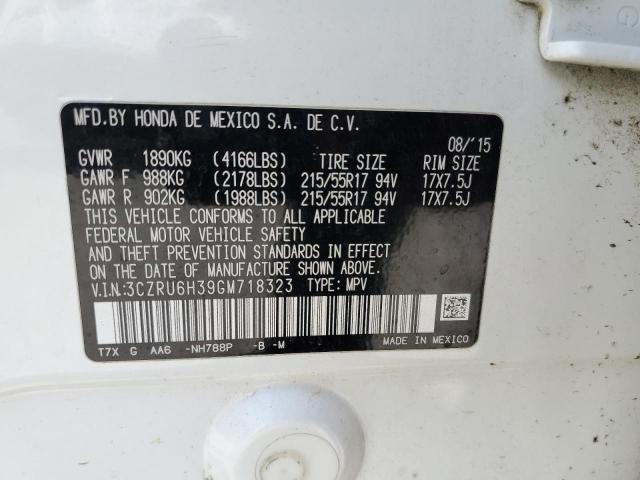 MFD.BY HONDA DE MEXICO S.A. DE C.V.
08/'15
GVWR 1890KG (4166LBS) TIRE SIZE RIM SIZE
GAWR F 988KG (2178LBS) 215/55R17 94V 17X7.5J
GAWR R 902KG (1988LBS) 215/55R17 94V 17X7.5J
THIS VEHICLE CONFORMS TO ALL APPLICABLE
FEDERAL MOTOR VEHICLE SAFETY
AND THEFT PREVENTION STANDARDS IN EFFECT
ON THE DATE OF MANUFACTURE SHOWN ABOVE.
V.I.N:3CZRU6H39GM718323 TYPE: MPV
T7X G AA6 -NH788P -B -M
MADE IN MEXICO